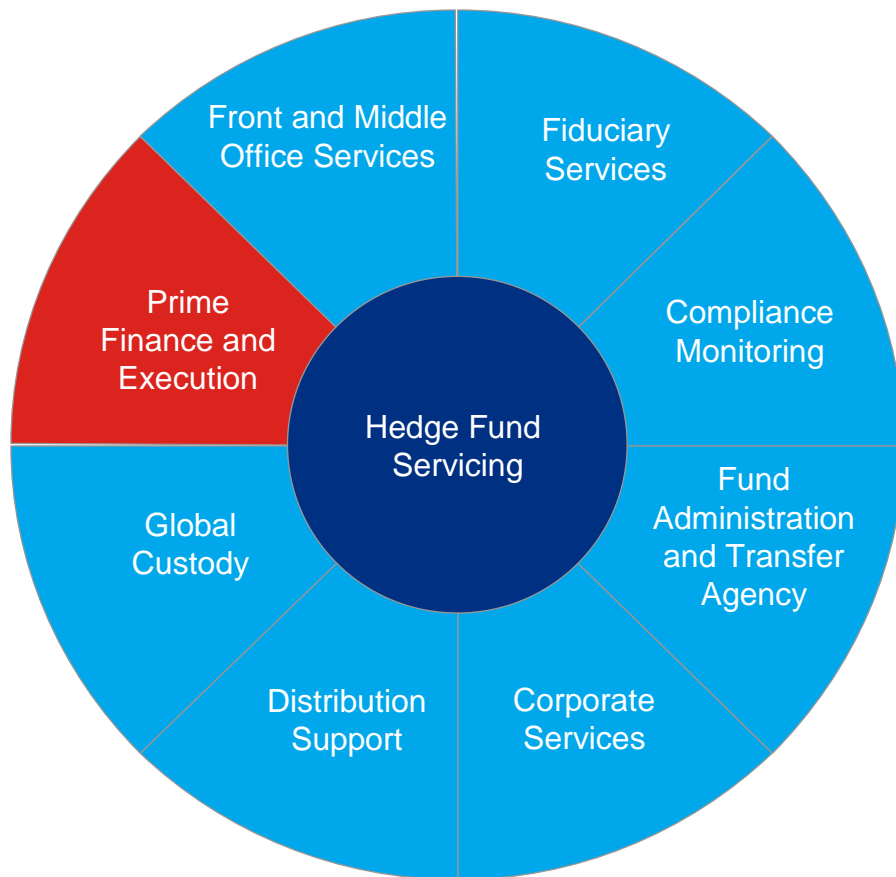 Front and Middle
Office Services
Fiduciary
Services
Prime
Finance and
Execution
Compliance
Monitoring
Hedge Fund
Servicing
Global
Custody
Fund
Administration
and Transfer
Agency
Distribution
Support
Corporate
Services